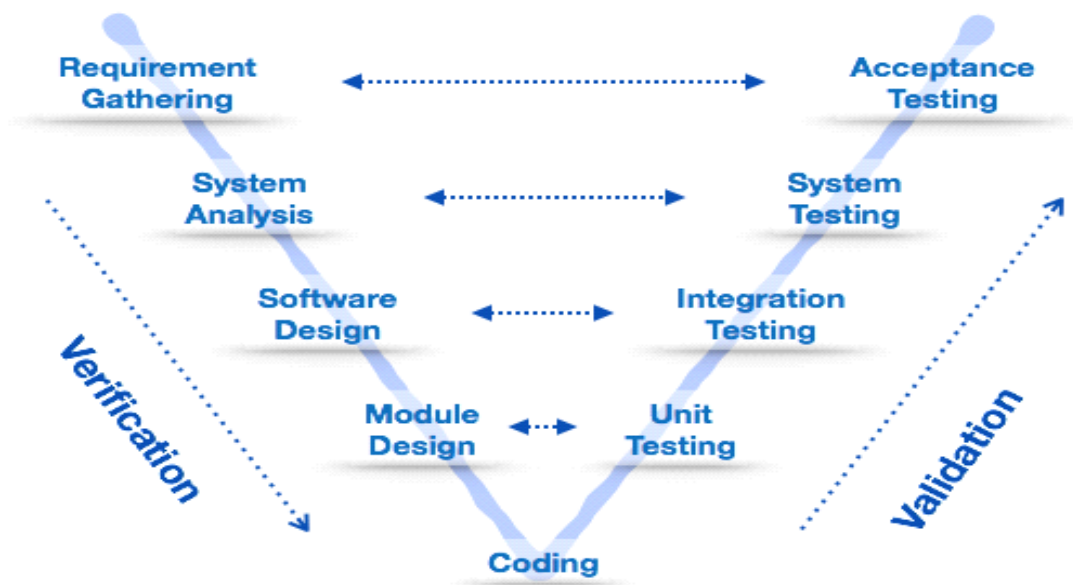 Requirement
Gathering
Acceptance
Testing
System
Analysis
System
Testing
Software
Design
Integration
Testing
Module
Design
Unit
Testing
Coding
Verification
Validation